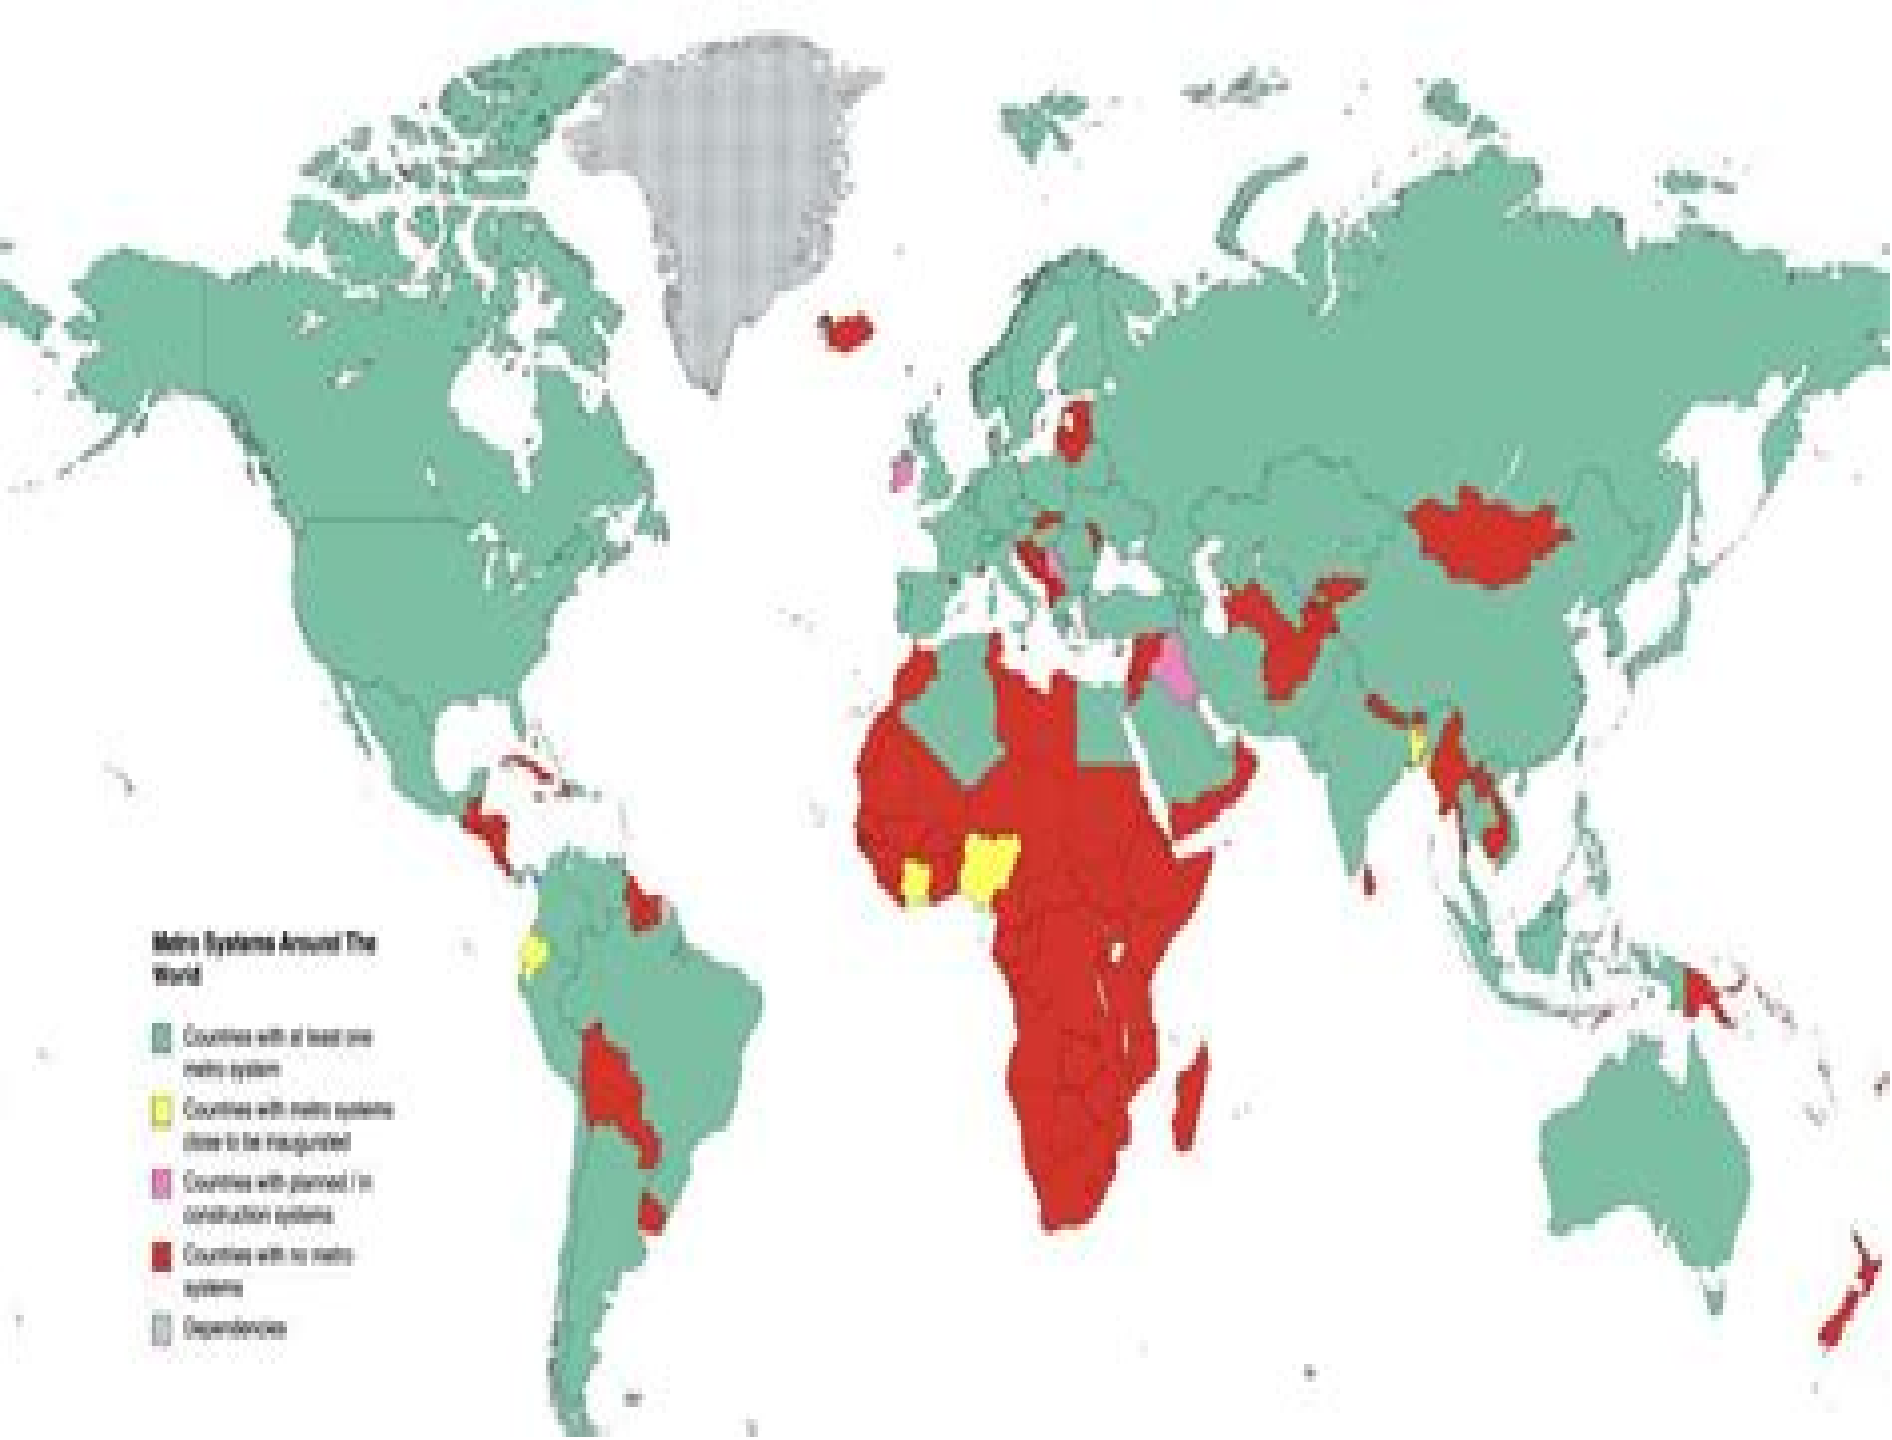 Metro Systems Around The
World
Countries with at least one
metro system
Countries with metro systems
close to be inaugurated
Countries with planned / in
construction systems
Countries with no metro
systems
Dependencies